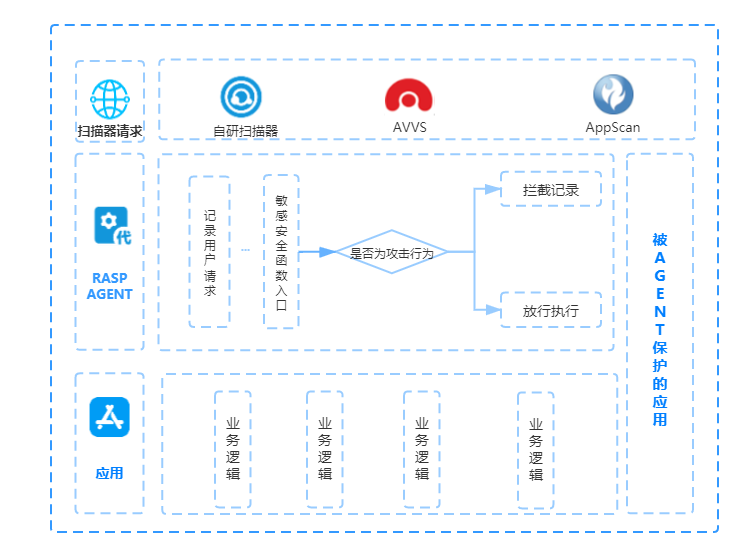 扫描器请求
自研扫描器
AVVS
AppScan
代
RASP
AGENT
记录用户请求
...
敏感安全函数入口
是否为攻击行为
拦截记录
放行执行
被AGENT保护的应用
应用
业务逻辑
业务逻辑
业务逻辑
业务逻辑